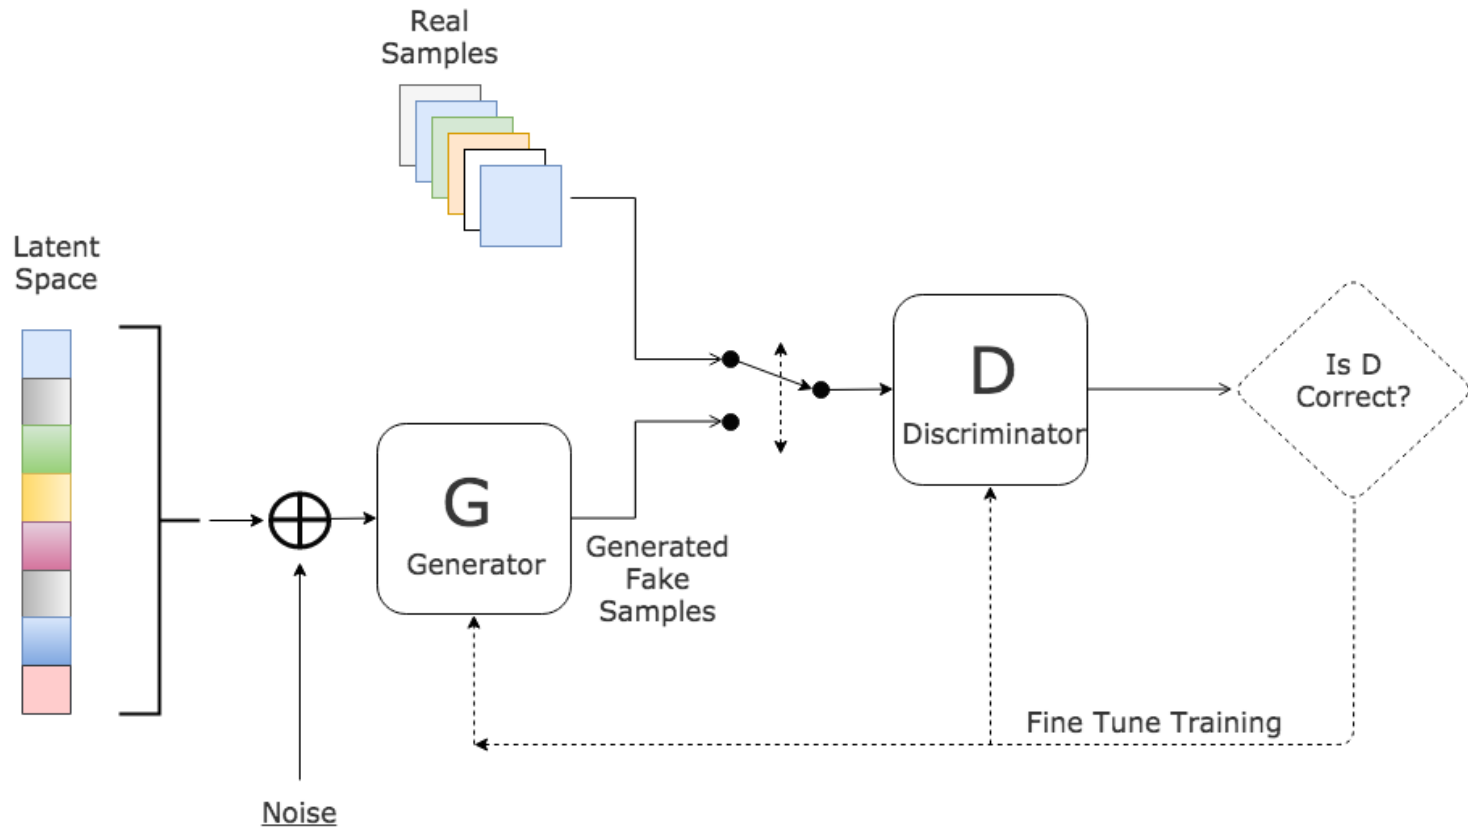 Real
Samples
Latent
Space
D
Discriminator
Is D
Correct?
G
Generator
Generated
Fake
Samples
Fine Tune Training
Noise